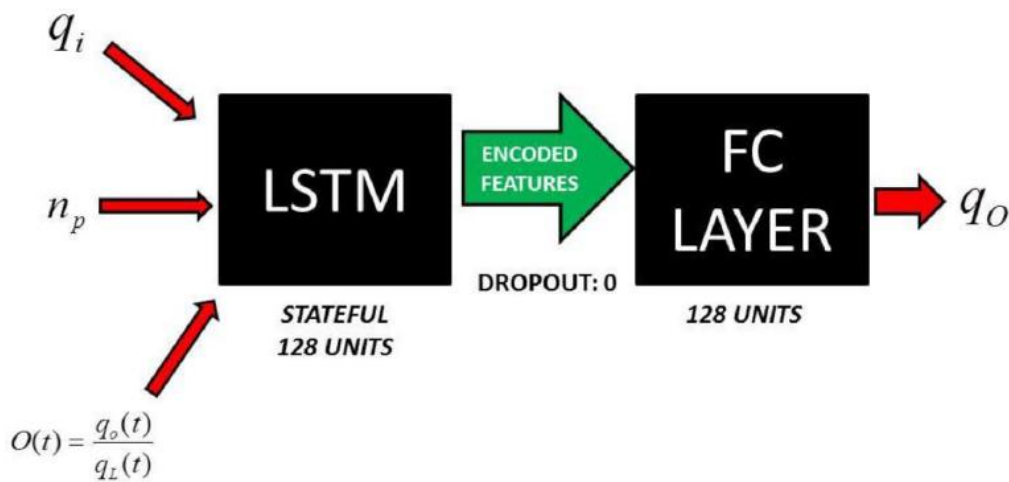 q_i
n_p
O(t) = q_o(t) / q_L(t)
LSTM
STATEFUL
128 UNITS
ENCODED
FEATURES
DROPOUT: 0
FC
LAYER
128 UNITS
q_O